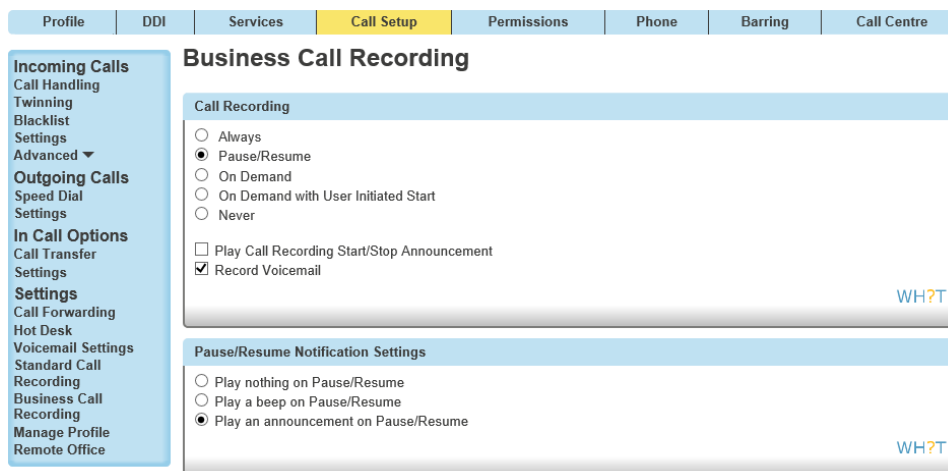 Profile
DDI
Services
Call Setup
Permissions
Phone
Barring
Call Centre
Incoming Calls
Call Handling
Twinning
Blacklist
Settings
Advanced
Outgoing Calls
Speed Dial
Settings
In Call Options
Call Transfer
Settings
Settings
Call Forwarding
Hot Desk
Voicemail Settings
Standard Call
Recording
Business Call
Recording
Manage Profile
Remote Office
Business Call Recording
Call Recording
Always
Pause/Resume
On Demand
On Demand with User Initiated Start
Never
Play Call Recording Start/Stop Announcement
Record Voicemail
WH?T
Pause/Resume Notification Settings
Play nothing on Pause/Resume
Play a beep on Pause/Resume
Play an announcement on Pause/Resume
WH?T